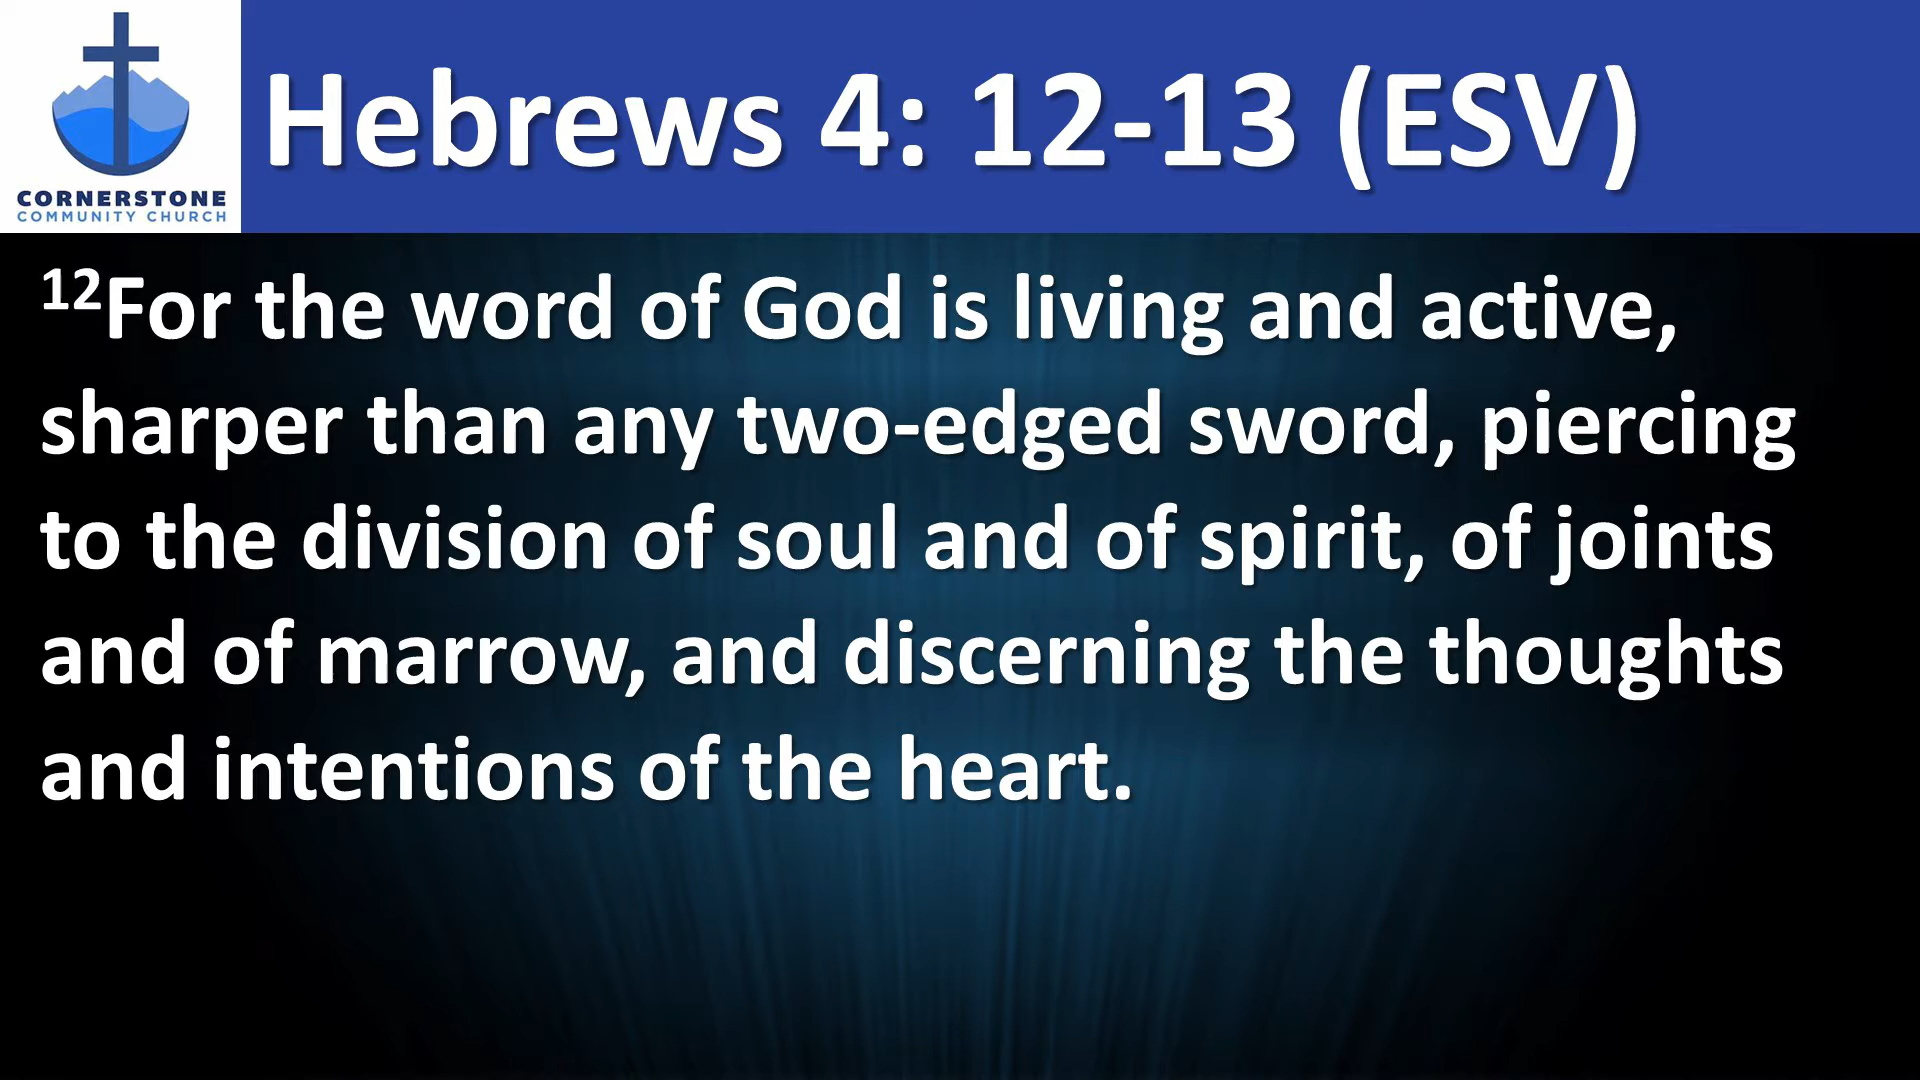 CORNERSTONE
COMMUNITY CHURCH
Hebrews 4: 12-13 (ESV)
12For the word of God is living and active,
sharper than any two-edged sword, piercing
to the division of soul and of spirit, of joints
and of marrow, and discerning the thoughts
and intentions of the heart.